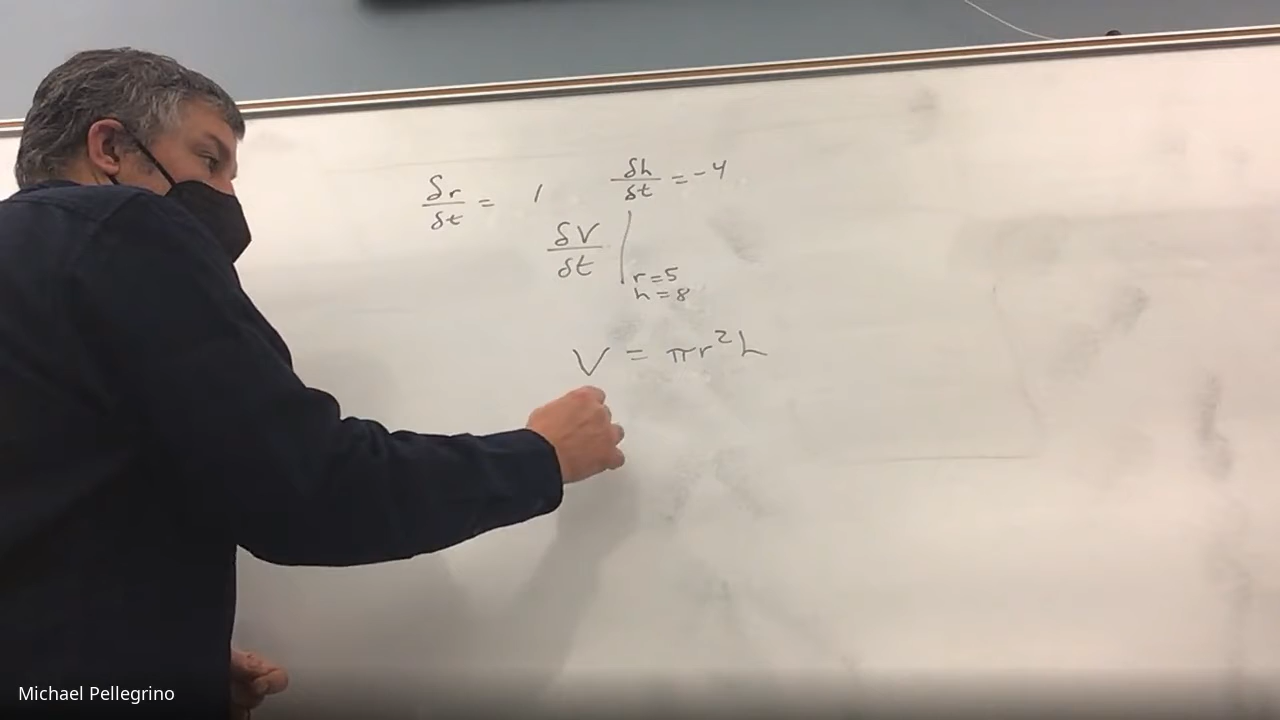 δr/δt = 1 δh/δt = -4
δV/δt | r=5
h=8
V = πr²h
Michael Pellegrino